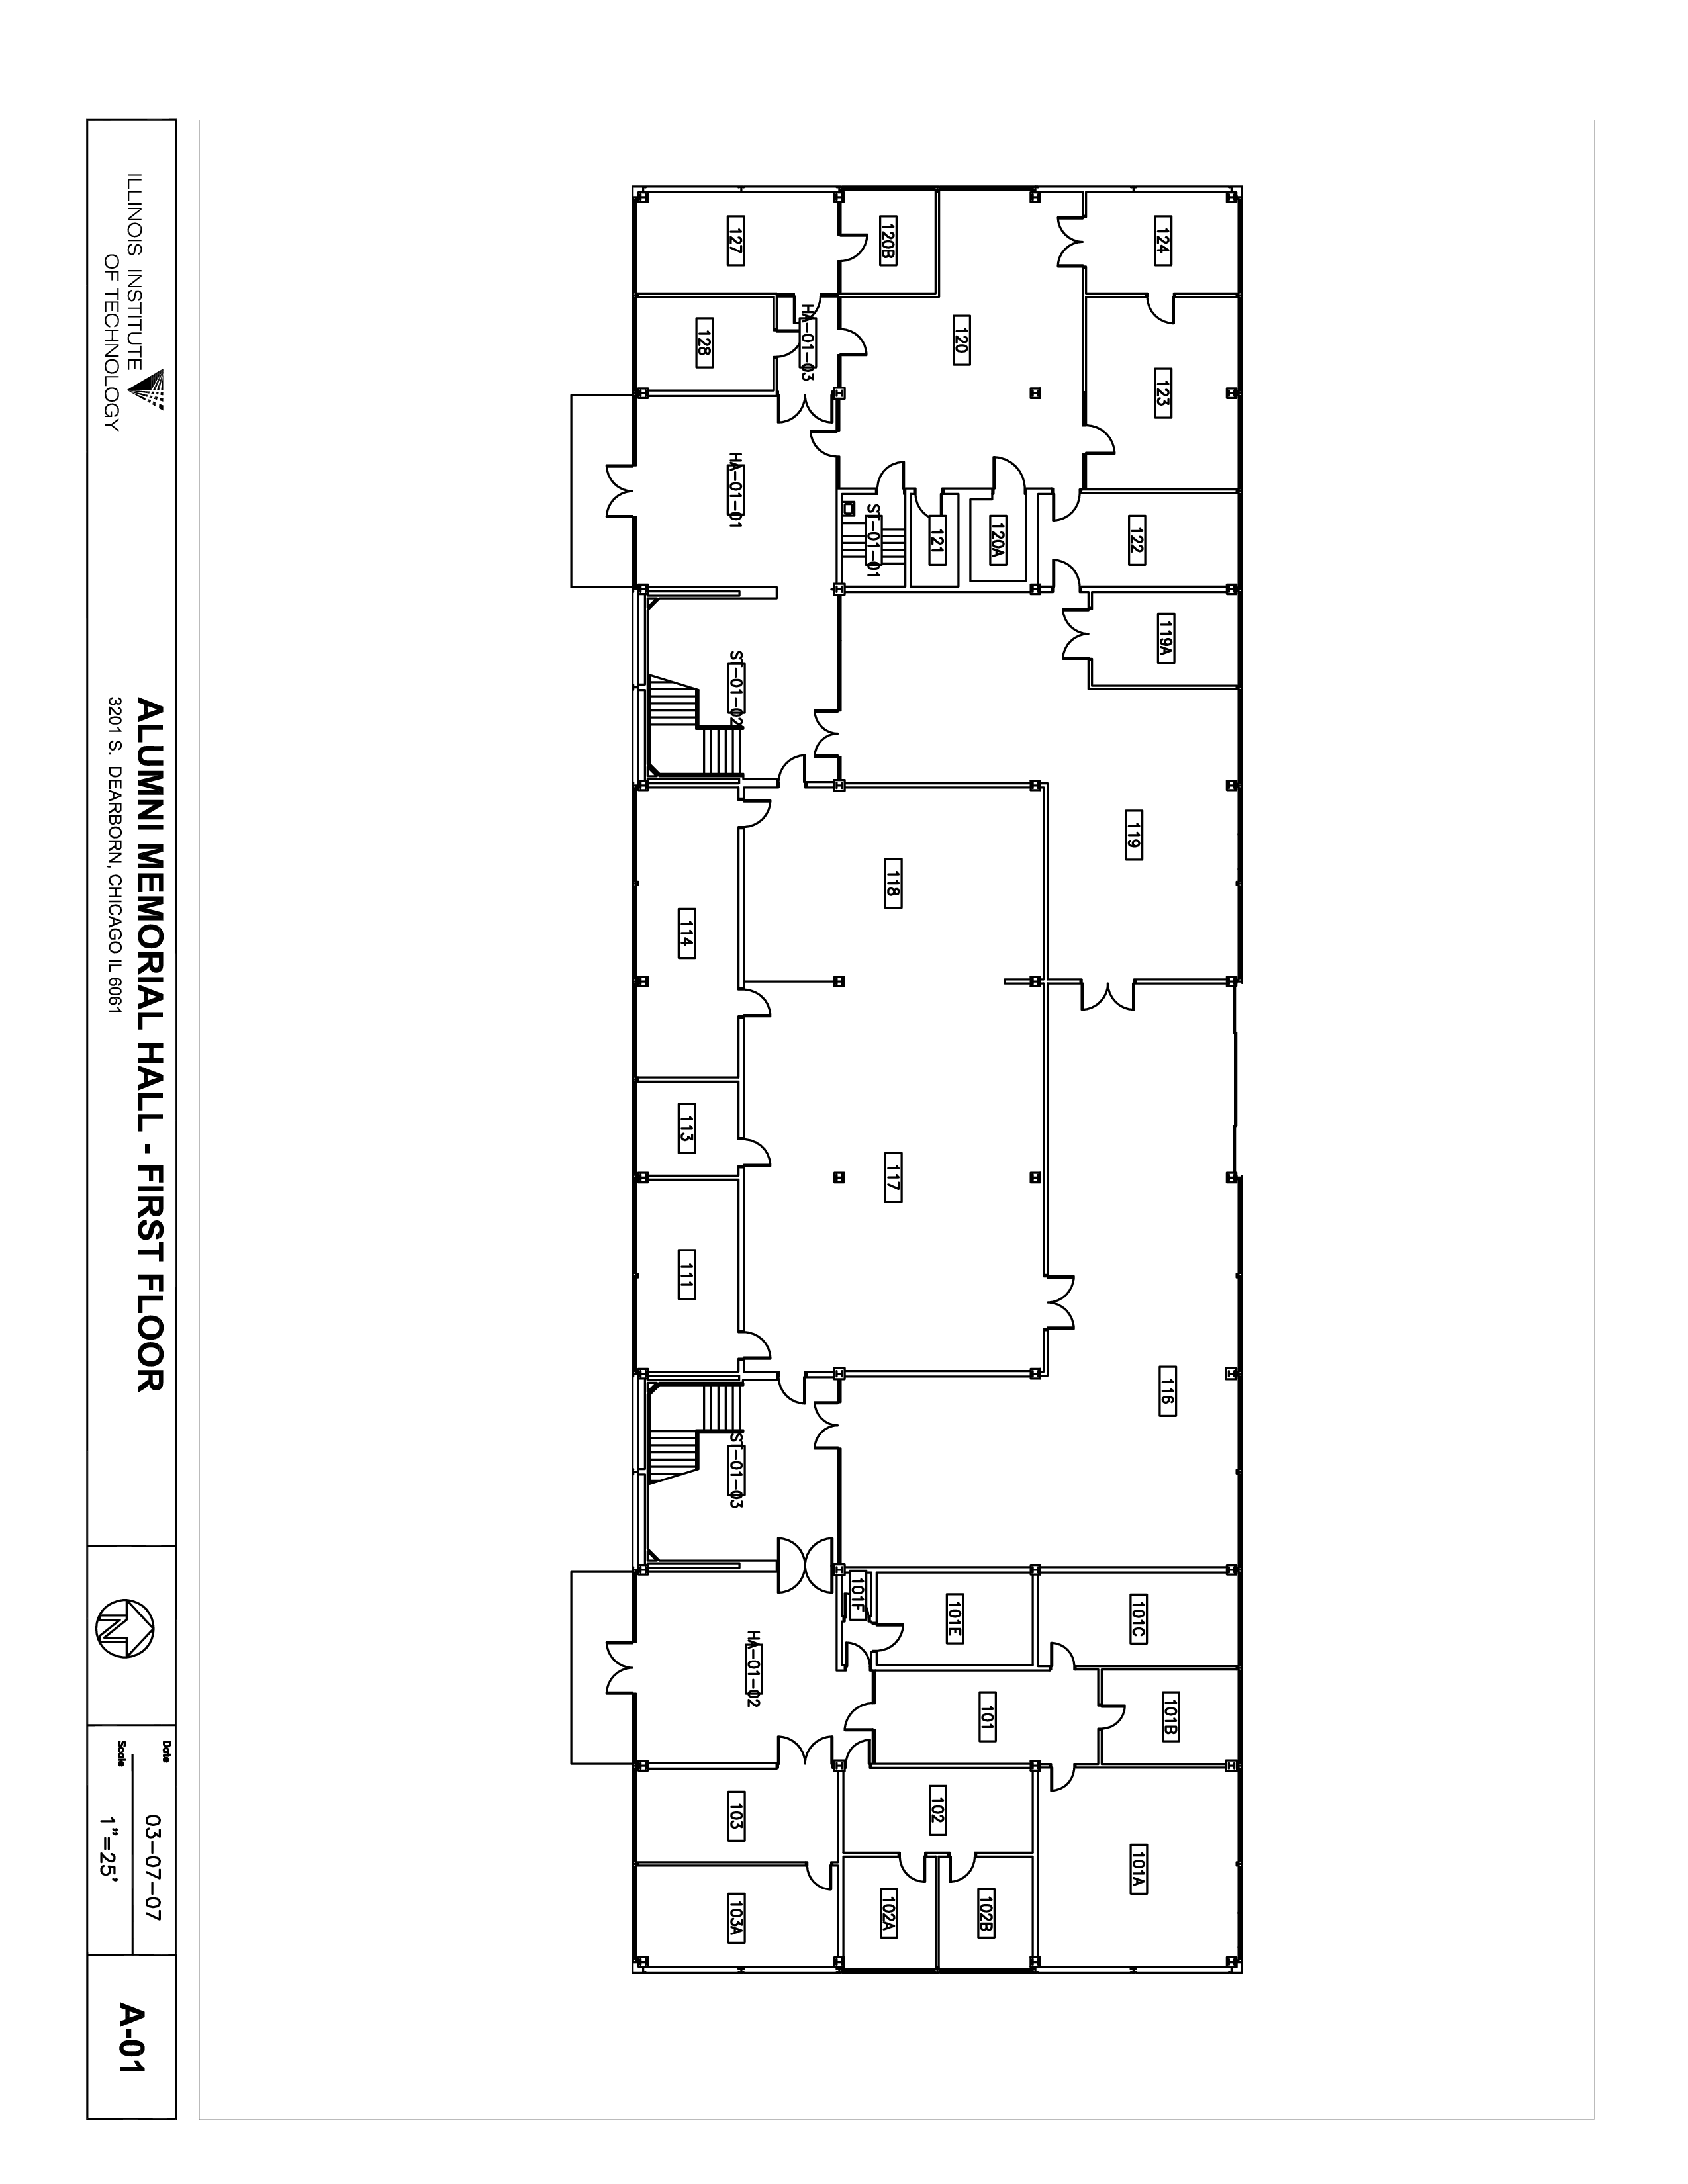 124
123
119A
116
101B
122
119
101C
101A
120
120A
121
101
102B
101E
102
120B
118
117
102A
ST-01-01
101F
HA-01-03
HA-01-02
127
HA-01-01
ST-01-02
ST-01-03
103
103A
128
114
113
111
ILLINOIS INSTITUTE
OF TECHNOLOGY
ALUMNI MEMORIAL HALL - FIRST FLOOR
3201 S. DEARBORN, CHICAGO IL 6061
N
Date 03-07-07
Scale 1"=25'
A-01